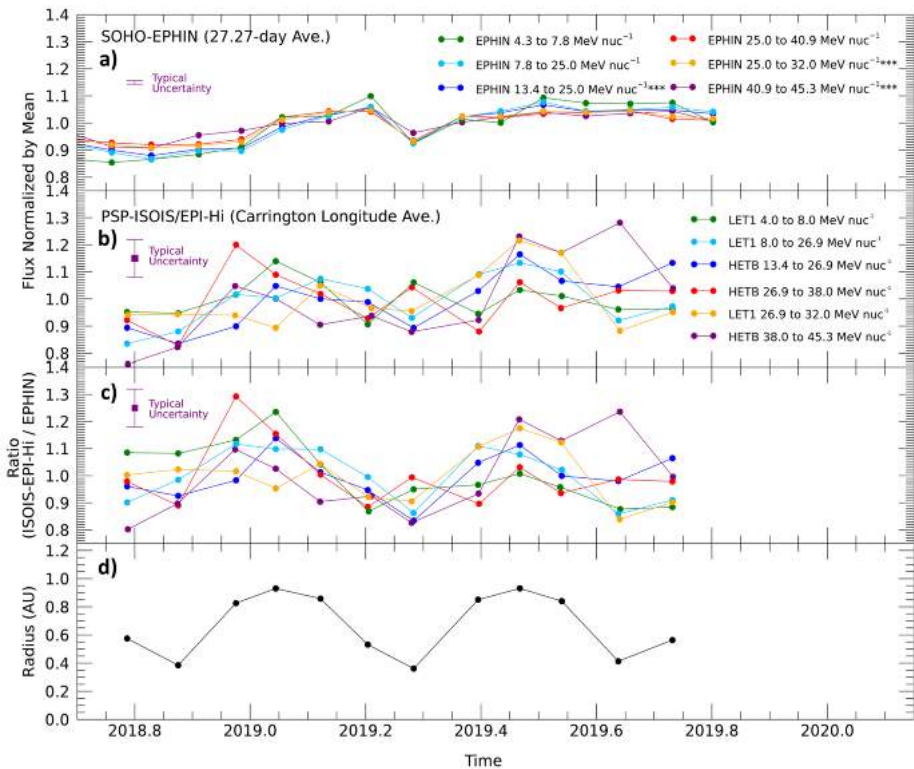 SOHO-EPHIN (27.27-day Ave.)
a)
Typical
Uncertainty
EPHIN 4.3 to 7.8 MeV nuc⁻¹
EPHIN 7.8 to 25.0 MeV nuc⁻¹
EPHIN 13.4 to 25.0 MeV nuc⁻¹***
EPHIN 25.0 to 40.9 MeV nuc⁻¹
EPHIN 25.0 to 32.0 MeV nuc⁻¹***
EPHIN 40.9 to 45.3 MeV nuc⁻¹***
1.4
1.3
1.2
1.1
1.0
0.9
0.8
Flux Normalized by Mean
PSP-ISOIS/EPI-Hi (Carrington Longitude Ave.)
b)
Typical
Uncertainty
LET1 4.0 to 8.0 MeV nuc⁻¹
LET1 8.0 to 26.9 MeV nuc⁻¹
HETB 13.4 to 26.9 MeV nuc⁻¹
HETB 26.9 to 38.0 MeV nuc⁻¹
LET1 26.9 to 32.0 MeV nuc⁻¹
HETB 38.0 to 45.3 MeV nuc⁻¹
1.4
1.3
1.2
1.1
1.0
0.9
0.8
c)
Typical
Uncertainty
1.4
1.3
1.2
1.1
1.0
0.9
0.8
Ratio
(ISOIS-EPI-Hi / EPHIN)
d)
1.2
1.0
0.8
0.6
0.4
0.2
0.0
Radius (AU)
2018.8 2019.0 2019.2 2019.4 2019.6 2019.8 2020.0
Time